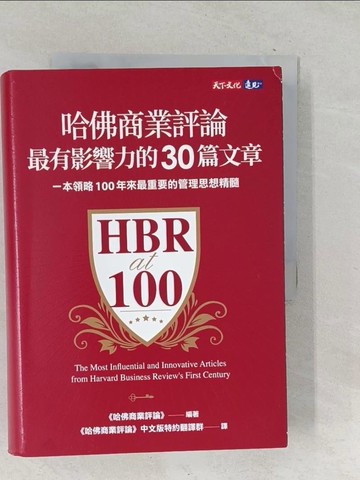 天下文化 遠見
哈佛商業評論
最有影響力的30篇文章
一本領略100年來最重要的管理思想精髓
HBR
at
100
The Most Influential and Innovative Articles
from Harvard Business Review's First Century
《哈佛商業評論》——編著
《哈佛商業評論》中文版特約翻譯群——譯